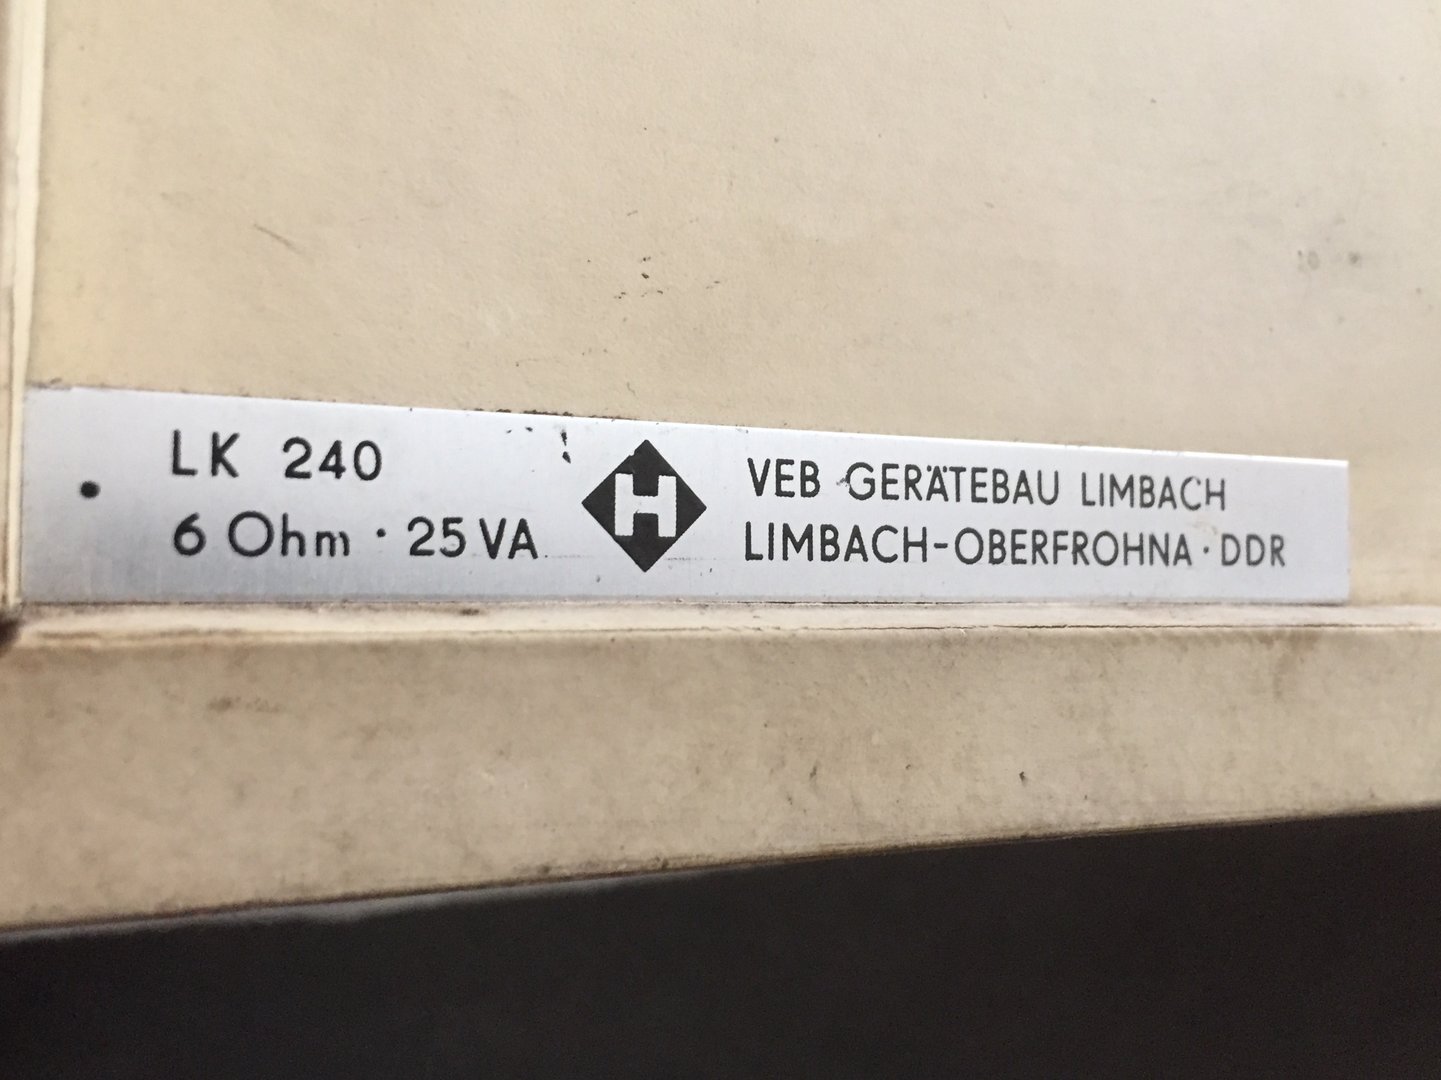 LK 240
6 Ohm · 25 VA
H
VEB GERÄTEBAU LIMBACH
LIMBACH-OBERFROHNA · DDR